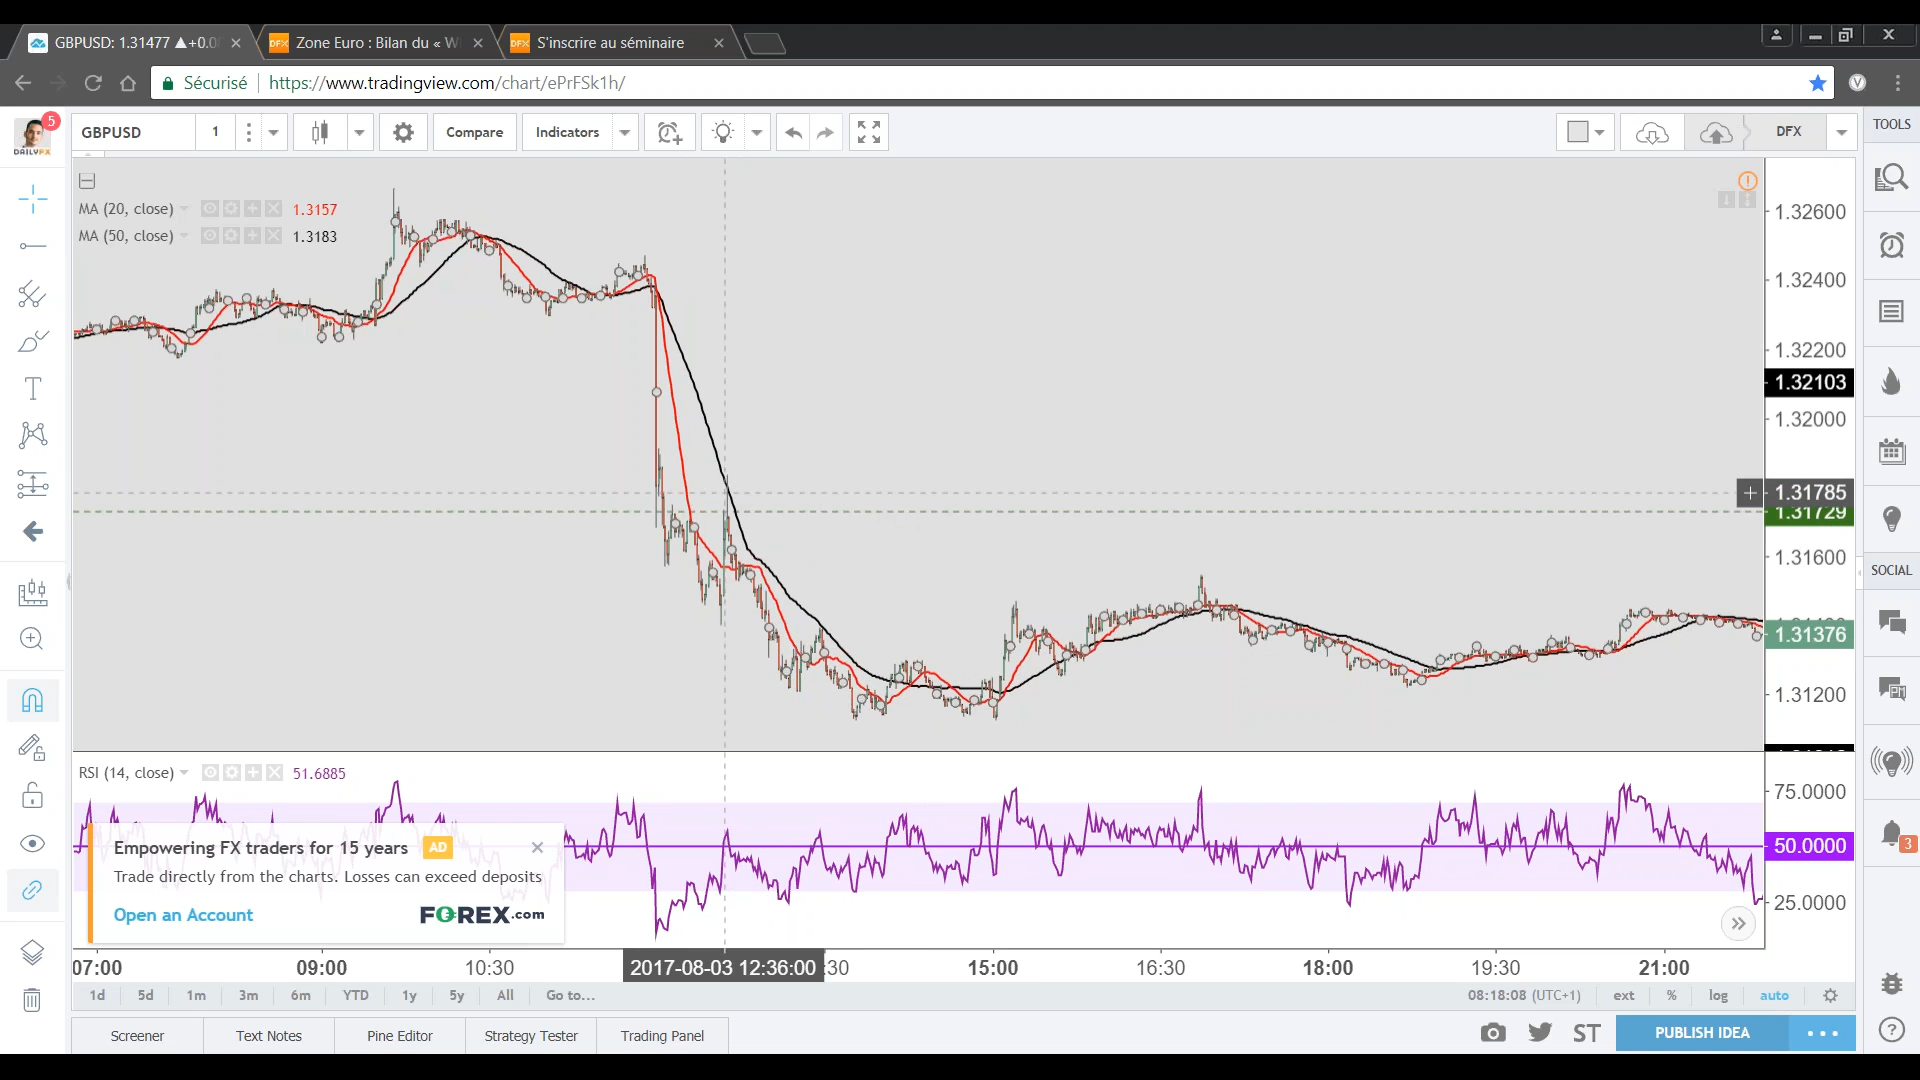 GBPUSD: 1.31477 ▲+0.0
Zone Euro : Bilan du « W
S'inscrire au séminaire
Sécurisé https://www.tradingview.com/chart/ePrFSk1h/
5
DAILYFX
GBPUSD 1 Compare Indicators DFX
TOOLS
MA (20, close) 1.3157
MA (50, close) 1.3183
1.32600
1.32400
1.32200
1.32103
1.32000
1.31785
1.31729
1.31600
1.31376
1.31200
SOCIAL
RSI (14, close) 51.6885
75.0000
50.0000
25.0000
3
Empowering FX traders for 15 years AD
Trade directly from the charts. Losses can exceed deposits
Open an Account FOREX.com
07:00 09:00 10:30 2017-08-03 12:36:00 :30 15:00 16:30 18:00 19:30 21:00
1d 5d 1m 3m 6m YTD 1y 5y All Go to... 08:18:08 (UTC+1) ext % log auto
Screener Text Notes Pine Editor Strategy Tester Trading Panel ST PUBLISH IDEA